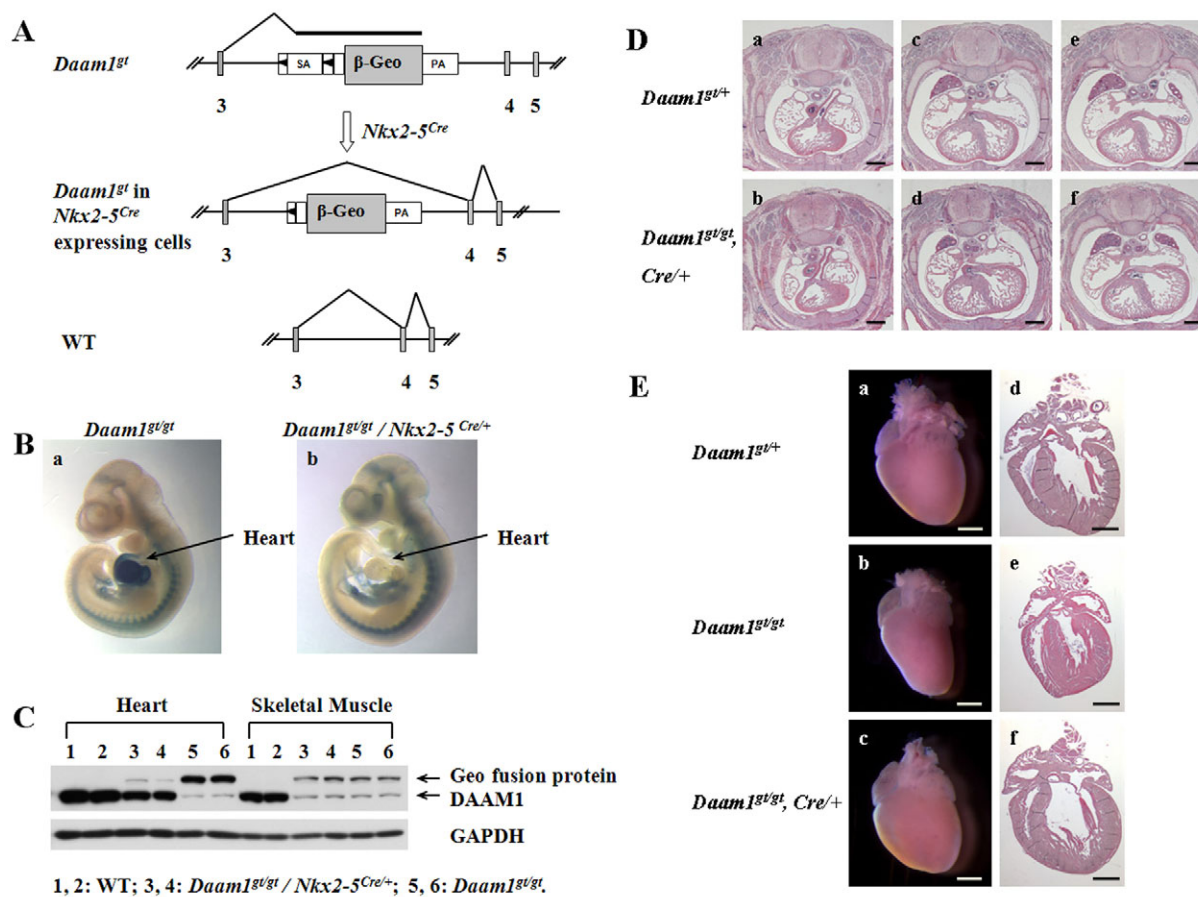 A
Daam1gt
SA
β-Geo
PA
3
4
5
Nkx2-5Cre
Daam1gt in
Nkx2-5Cre
expressing cells
β-Geo
PA
3
4
5
WT
3
4
5
B
Daam1gt/gt
Daam1gt/gt / Nkx2-5 Cre/+
a
b
Heart
Heart
C
Heart
Skeletal Muscle
1 2 3 4 5 6 1 2 3 4 5 6
Geo fusion protein
DAAM1
GAPDH
1, 2: WT; 3, 4: Daam1gt/gt / Nkx2-5Cre/+; 5, 6: Daam1gt/gt.
D
a
c
e
Daam1gt/+
b
d
f
Daam1gt/gt,
Cre/+
E
a
d
Daam1gt/+
b
e
Daam1gt/gt
c
f
Daam1gt/gt, Cre/+